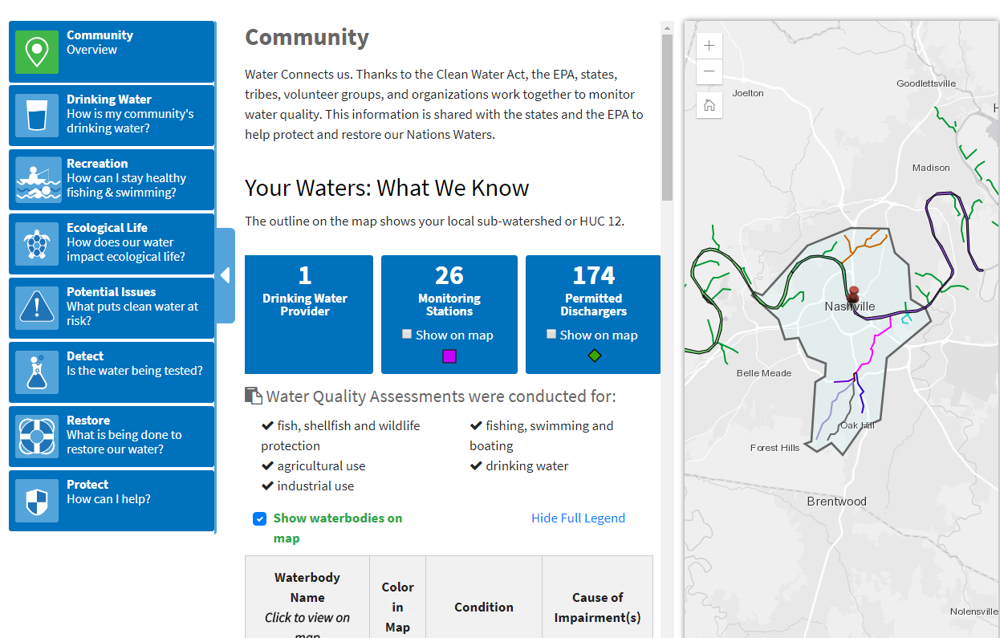 Community
Overview
Drinking Water
How is my community's
drinking water?
Recreation
How can I stay healthy
fishing & swimming?
Ecological Life
How does our water
impact ecological life?
Potential Issues
What puts clean water at
risk?
Detect
Is the water being tested?
Restore
What is being done to
restore our water?
Protect
How can I help?
Community
Water Connects us. Thanks to the Clean Water Act, the EPA, states,
tribes, volunteer groups, and organizations work together to monitor
water quality. This information is shared with the states and the EPA to
help protect and restore our Nations Waters.
Your Waters: What We Know
The outline on the map shows your local sub-watershed or HUC 12.
1
Drinking Water
Provider
26
Monitoring
Stations
Show on map
174
Permitted
Dischargers
Show on map
Water Quality Assessments were conducted for:
fish, shellfish and wildlife
protection
agricultural use
industrial use
fishing, swimming and
boating
drinking water
Show waterbodies on
map
Hide Full Legend
Waterbody
Name
Click to view on
map
Color
in
Map
Condition
Cause of
Impairment(s)
Goodlettsville
Joelton
H
Madison
Nashville
Belle Meade
Oak Hill
Forest Hills
Brentwood
Nolensville